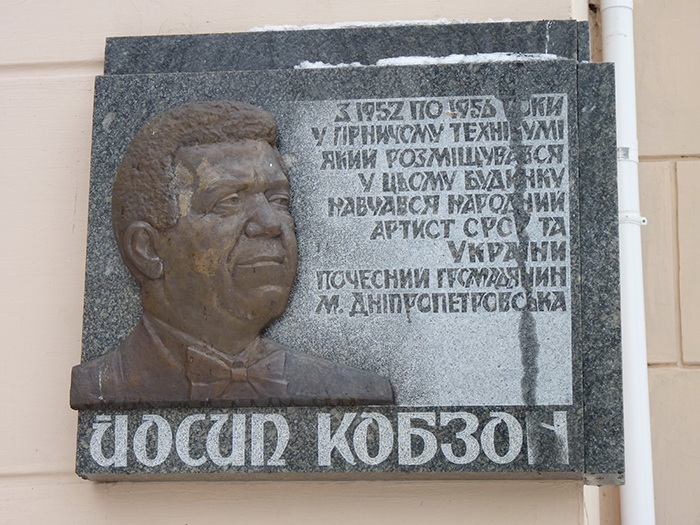 З 1952 ПО 1956 РОКИ
У ГІРНИЧОМУ ТЕХНІКУМІ
ЯКИЙ РОЗМІЩУВАВСЯ
У ЦЬОМУ БУДИНКУ
НАВЧАВСЯ НАРОДНИЙ
АРТИСТ СРСР ТА
УКРАЇНИ
ПОЧЕСНИЙ ГРОМАДЯНИН
М. ДНІПРОПЕТРОВСЬКА
ЙОСИП КОБЗОН